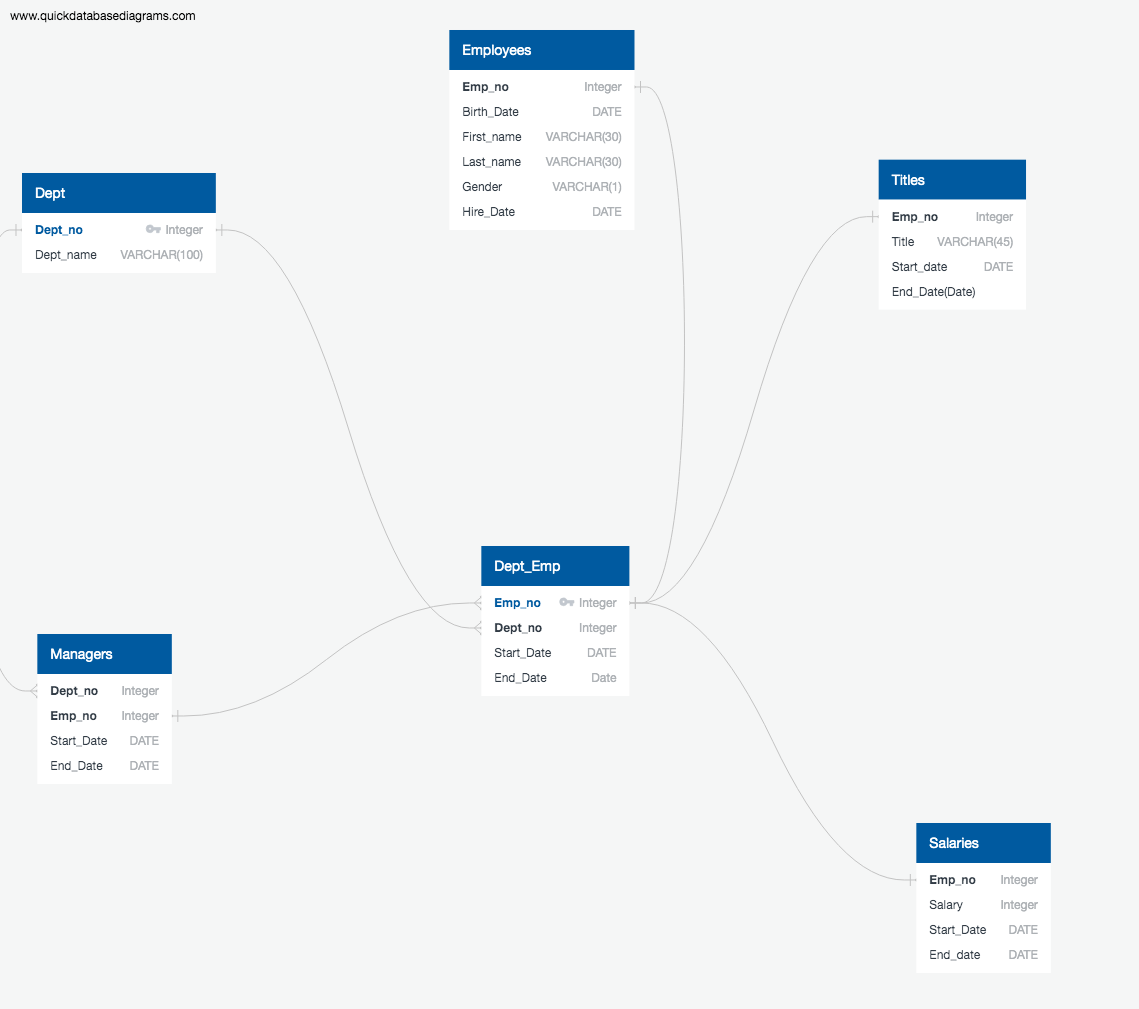 www.quickdatabasediagrams.com
Employees
Emp_no Integer
Birth_Date DATE
First_name VARCHAR(30)
Last_name VARCHAR(30)
Gender VARCHAR(1)
Hire_Date DATE
Dept
Dept_no Integer
Dept_name VARCHAR(100)
Titles
Emp_no Integer
Title VARCHAR(45)
Start_date DATE
End_Date(Date)
Dept_Emp
Emp_no Integer
Dept_no Integer
Start_Date DATE
End_Date Date
Managers
Dept_no Integer
Emp_no Integer
Start_Date DATE
End_Date DATE
Salaries
Emp_no Integer
Salary Integer
Start_Date DATE
End_date DATE